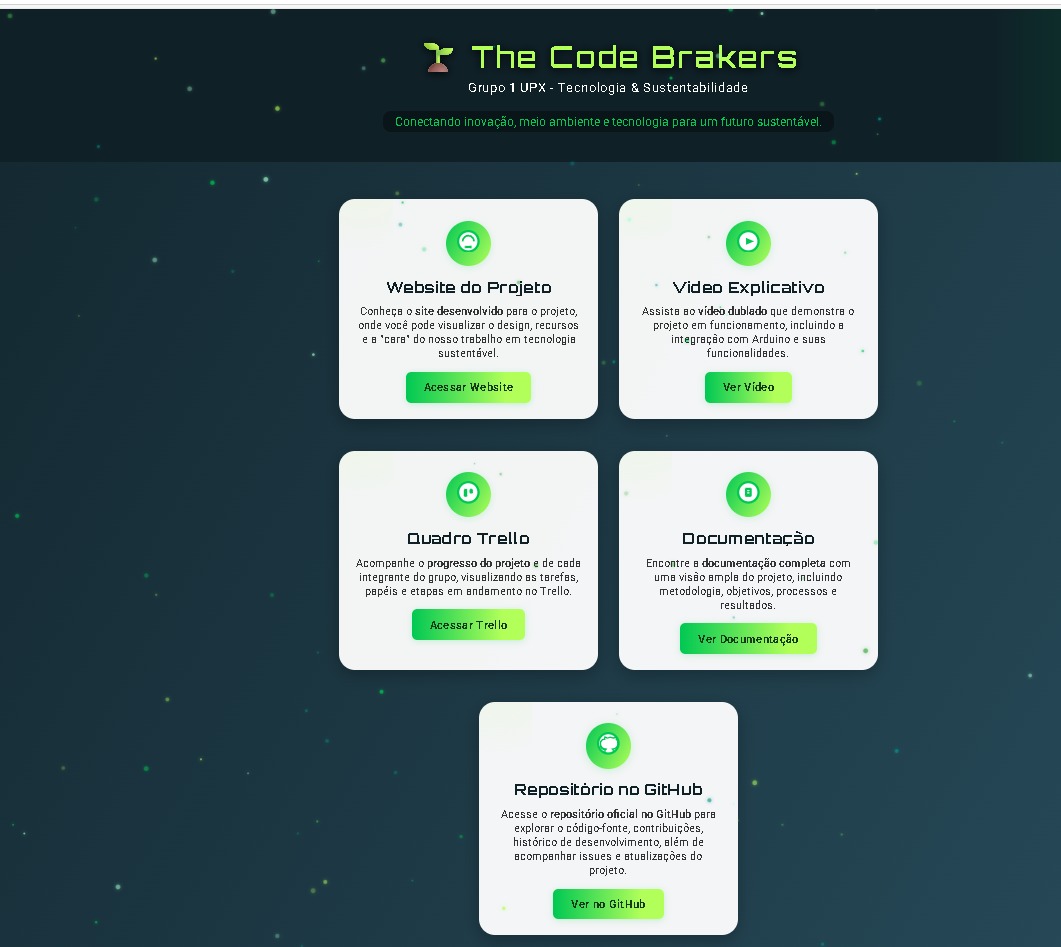 The Code Brakers
Grupo 1 UPX - Tecnologia & Sustentabilidade
Conectando inovação, meio ambiente e tecnologia para um futuro sustentável.
Website do Projeto
Conheça o site desenvolvido para o projeto,
onde você pode visualizar o design, recursos
e a "cara" do nosso trabalho em tecnologia
sustentável.
Acessar Website
Vídeo Explicativo
Assista ao vídeo dublado que demonstra o
projeto em funcionamento, incluindo a
integração com Arduino e suas
funcionalidades.
Ver Vídeo
Quadro Trello
Acompanhe o progresso do projeto e de cada
integrante do grupo, visualizando as tarefas,
papéis e etapas em andamento no Trello.
Acessar Trello
Documentação
Encontre a documentação completa com
uma visão ampla do projeto, incluindo
metodologia, objetivos, processos e
resultados.
Ver Documentação
Repositório no GitHub
Acesse o repositório oficial no GitHub para
explorar o código-fonte, contribuições,
histórico de desenvolvimento, além de
acompanhar issues e atualizações do
projeto.
Ver no GitHub